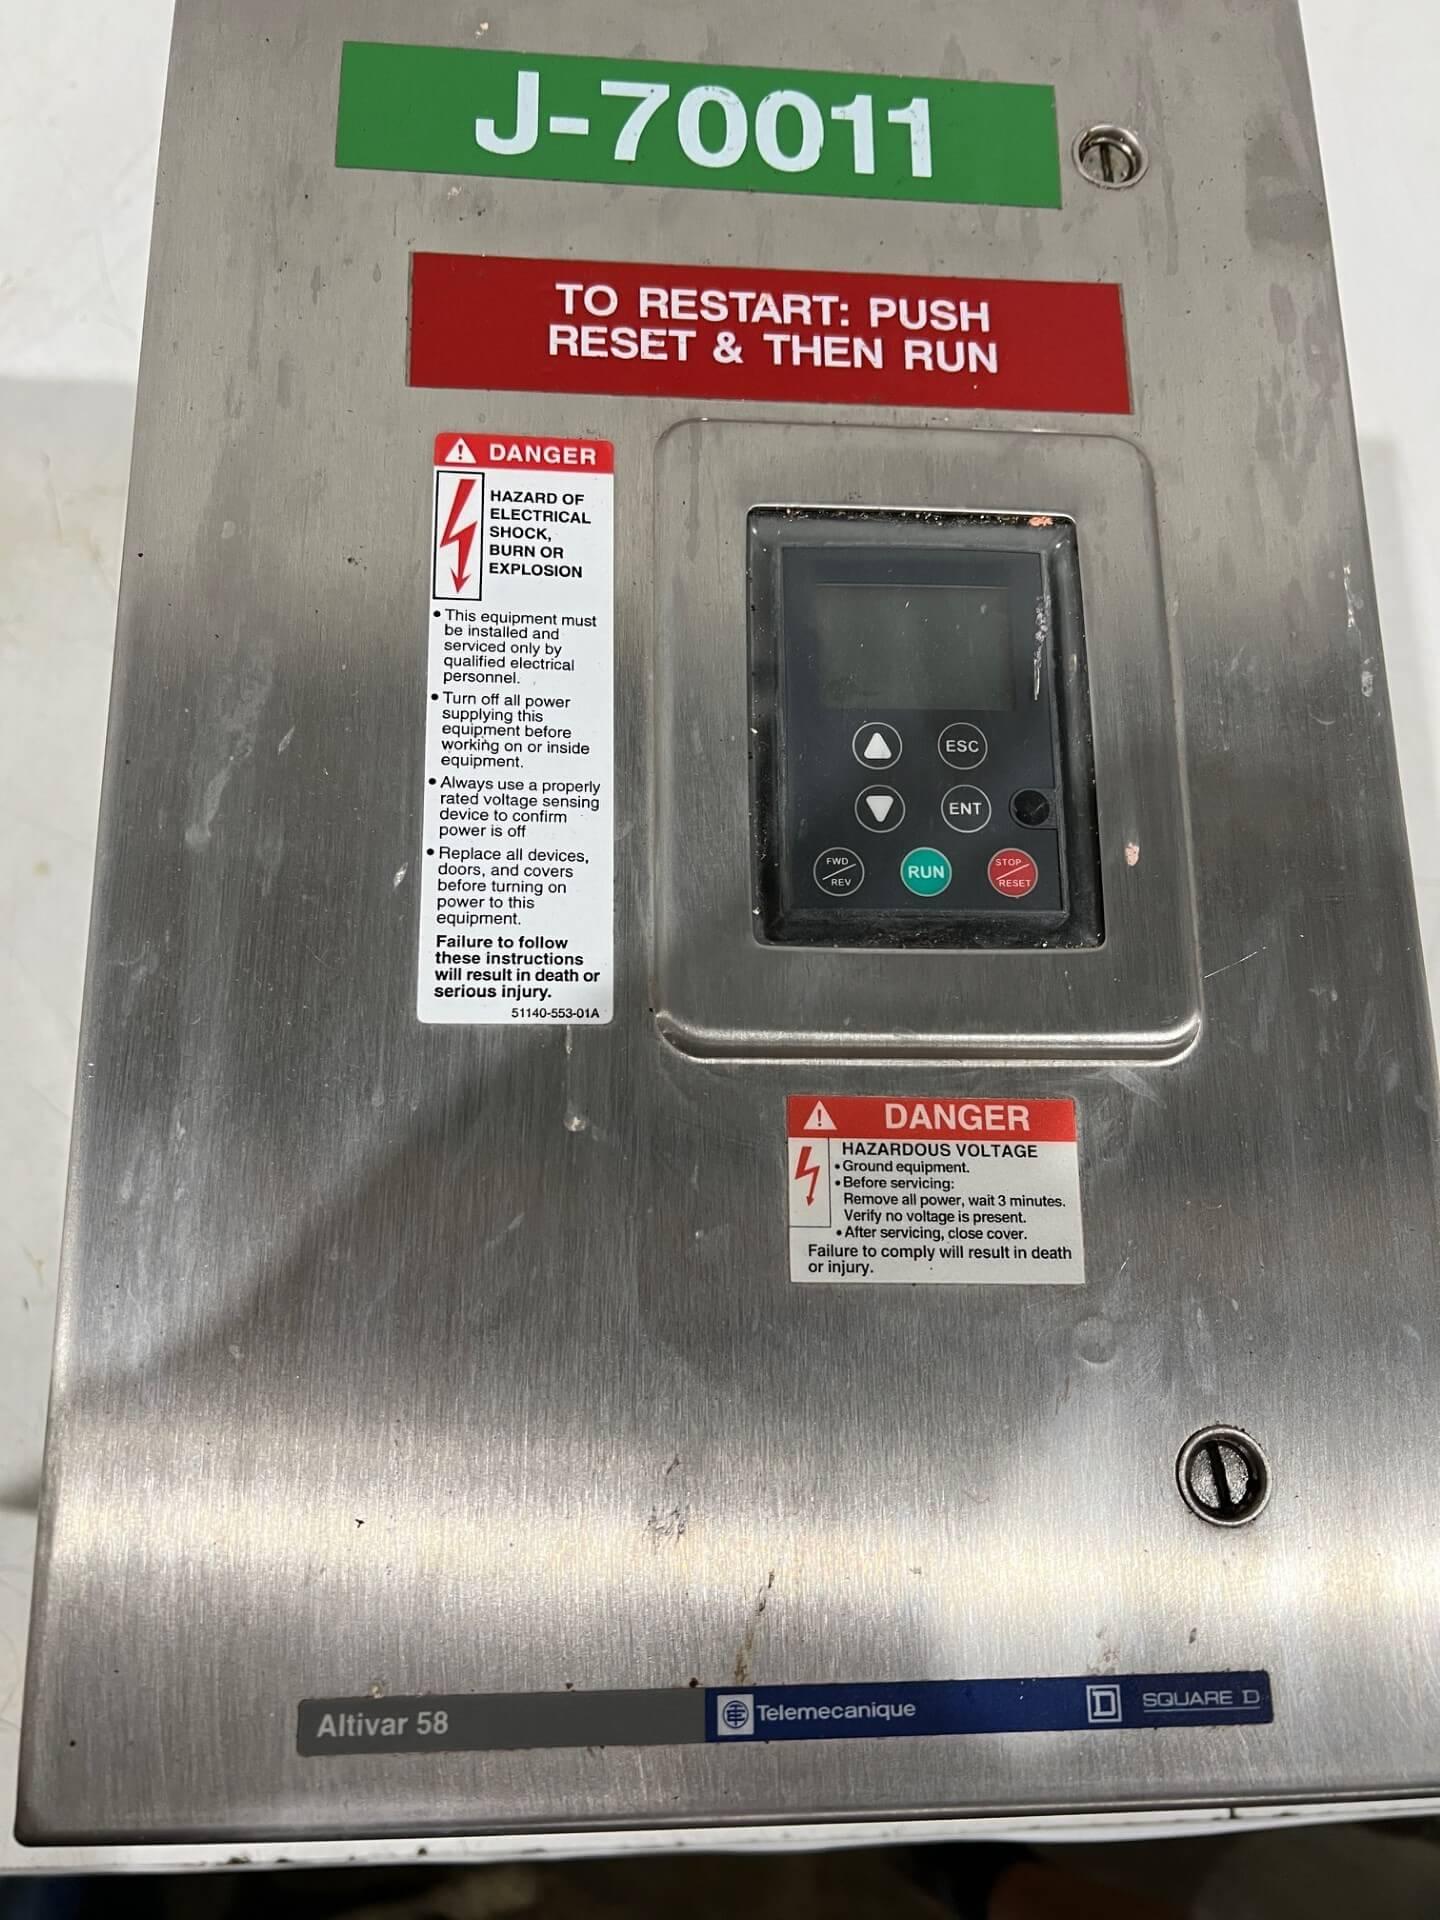 J-70011
TO RESTART: PUSH
RESET & THEN RUN
DANGER
HAZARD OF
ELECTRICAL
SHOCK,
BURN OR
EXPLOSION
• This equipment must
be installed and
serviced only by
qualified electrical
personnel.
• Turn off all power
supplying this
equipment before
working on or inside
equipment.
• Always use a properly
rated voltage sensing
device to confirm
power is off
• Replace all devices,
doors, and covers
before turning on
power to this
equipment.
Failure to follow
these instructions
will result in death or
serious injury.
51140-553-01A
ESC
ENT
FWD
REV
RUN
STOP
RESET
DANGER
HAZARDOUS VOLTAGE
• Ground equipment.
• Before servicing:
Remove all power, wait 3 minutes.
Verify no voltage is present.
• After servicing, close cover.
Failure to comply will result in death
or injury.
Altivar 58
TE Telemecanique
D SQUARE D